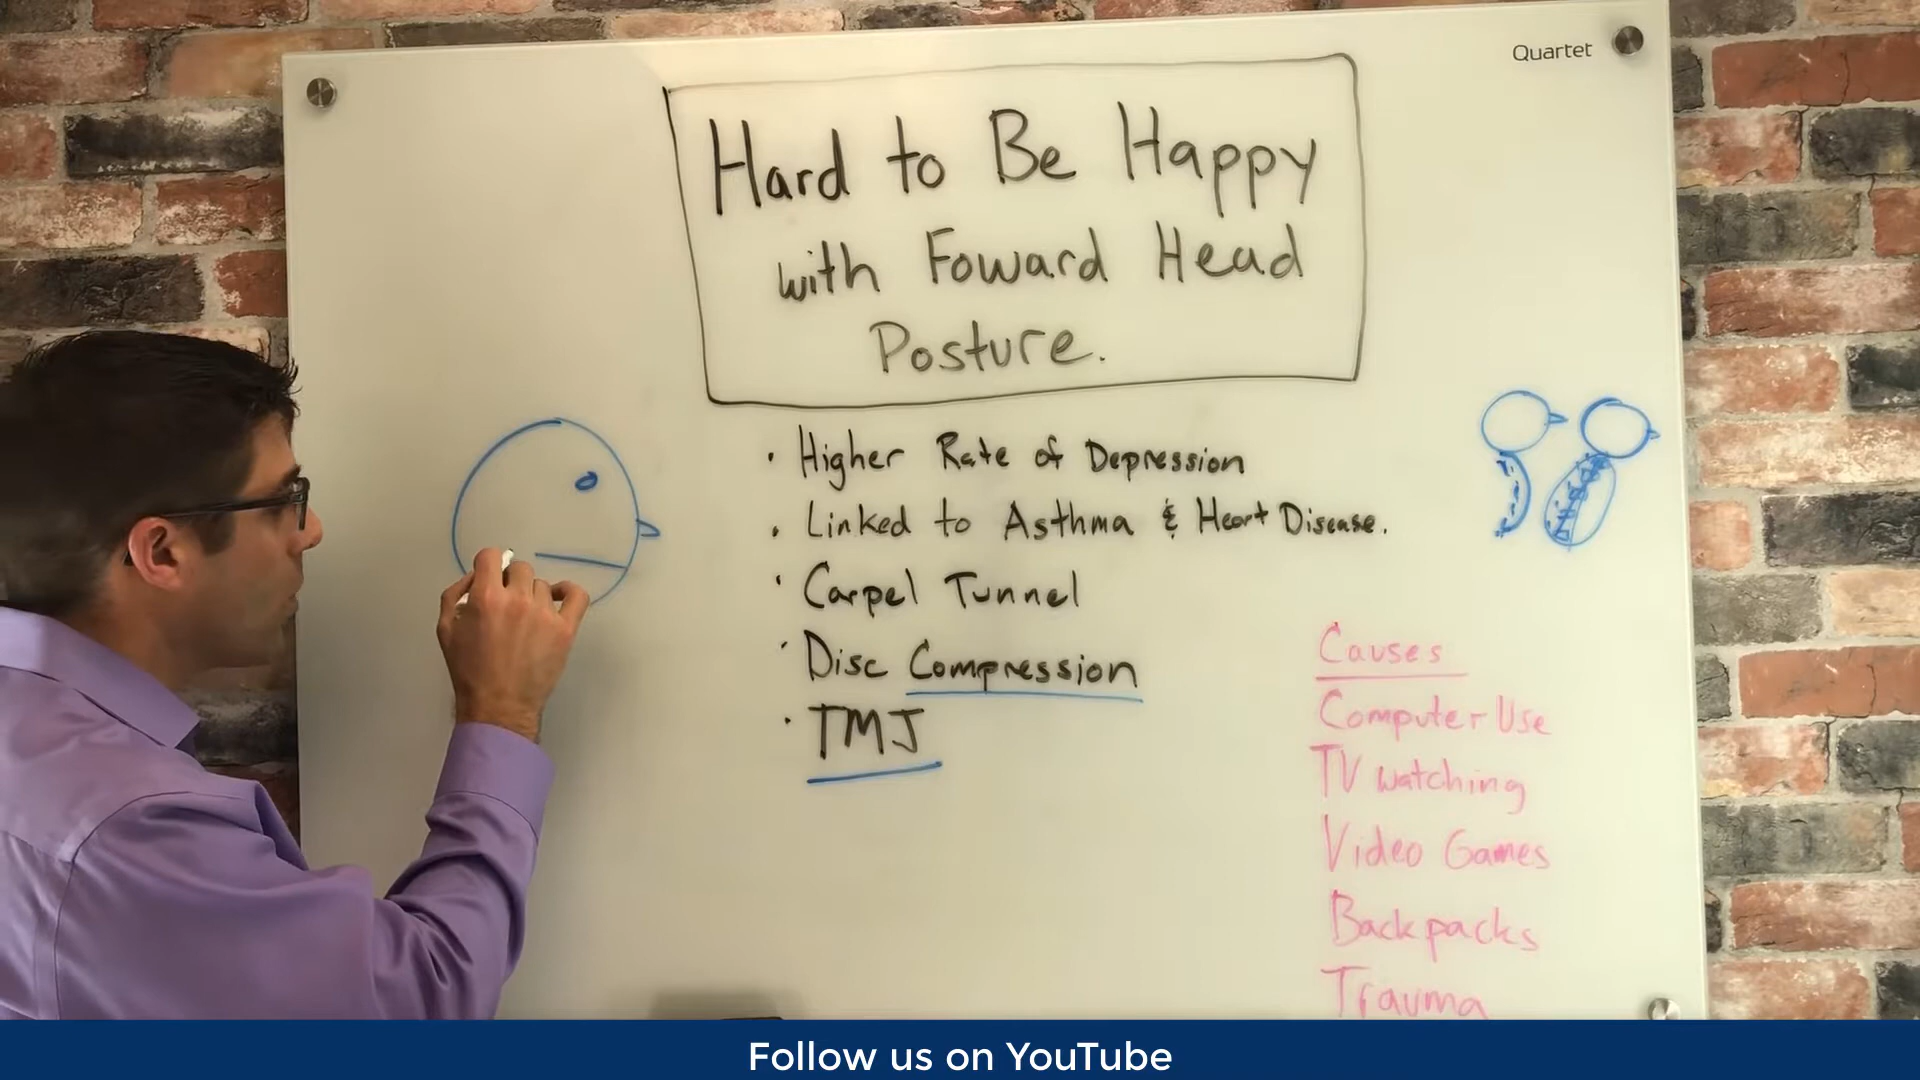 Quartet
Hard to Be Happy
with Foward Head
Posture.
• Higher Rate of Depression
• Linked to Asthma & Heart Disease.
• Carpel Tunnel
• Disc Compression
• TMJ
Causes
Computer Use
TV watching
Video Games
Backpacks
Trauma
Follow us on YouTube